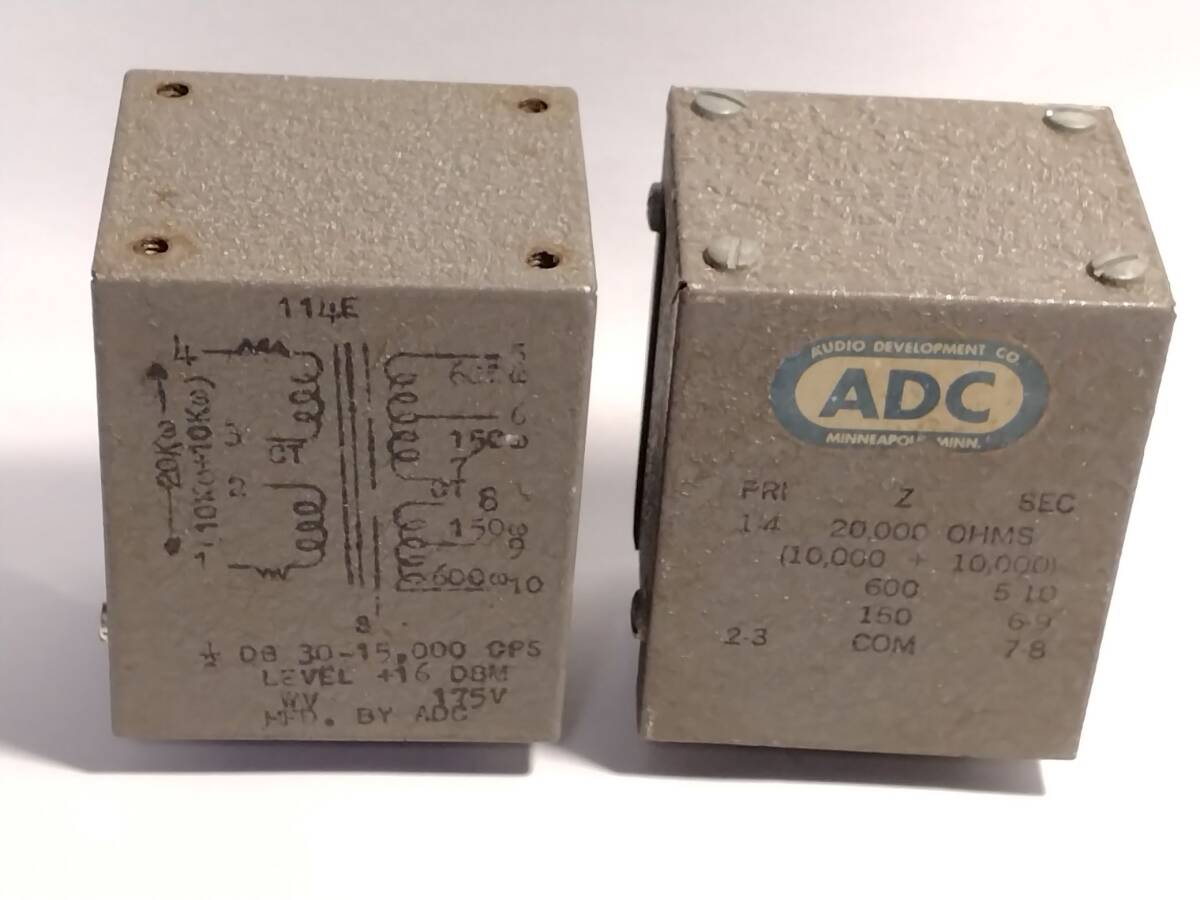 114E
4
20Kω
(10Kω+10Kω)
3
CT
2
1
5
600ω
6
150ω
7
CT
8
150ω
9
600ω
10
S
½ DB 30-15,000 CPS
LEVEL +16 DBM
WV 175V
MFD. BY ADC
AUDIO DEVELOPMENT CO.
ADC
MINNEAPOLIS MINN.
PRI Z SEC
1-4 20,000 OHMS
(10,000 + 10,000)
600 5-10
150 6-9
2-3 COM 7-8